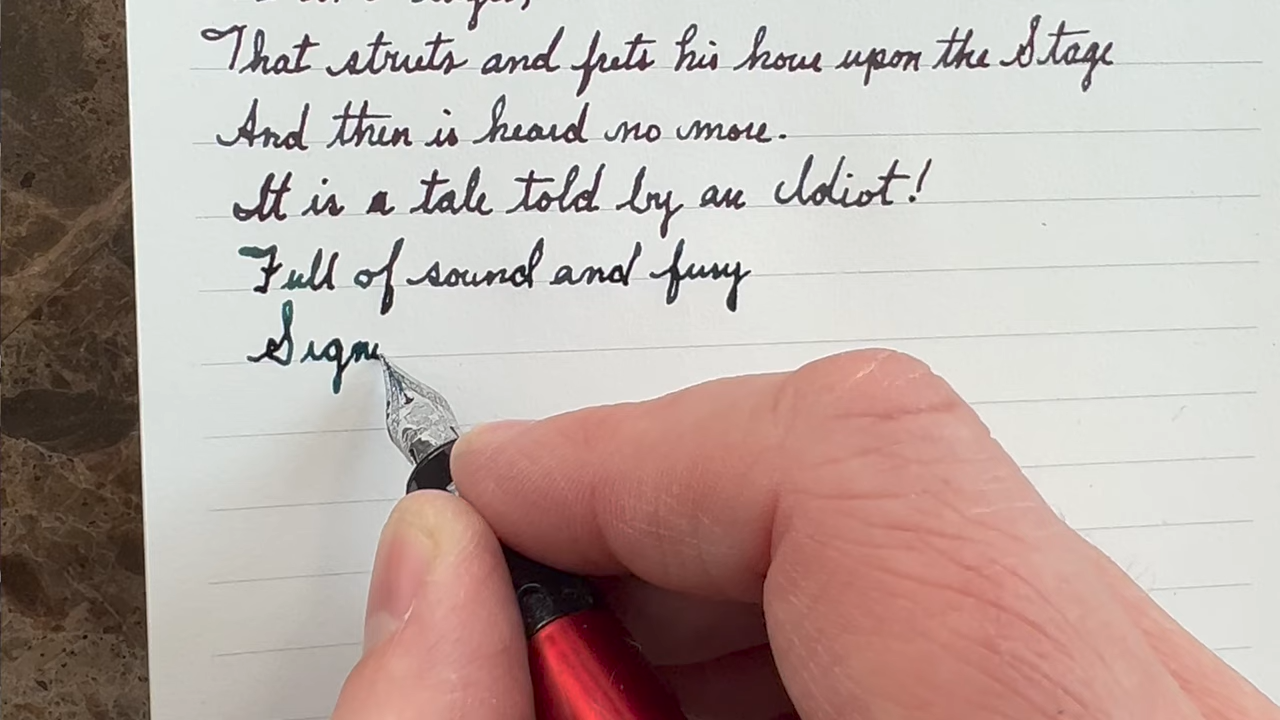 That struts and frets his hour upon the Stage
And then is heard no more.
It is a tale told by an Idiot!
Full of sound and fury
Signi